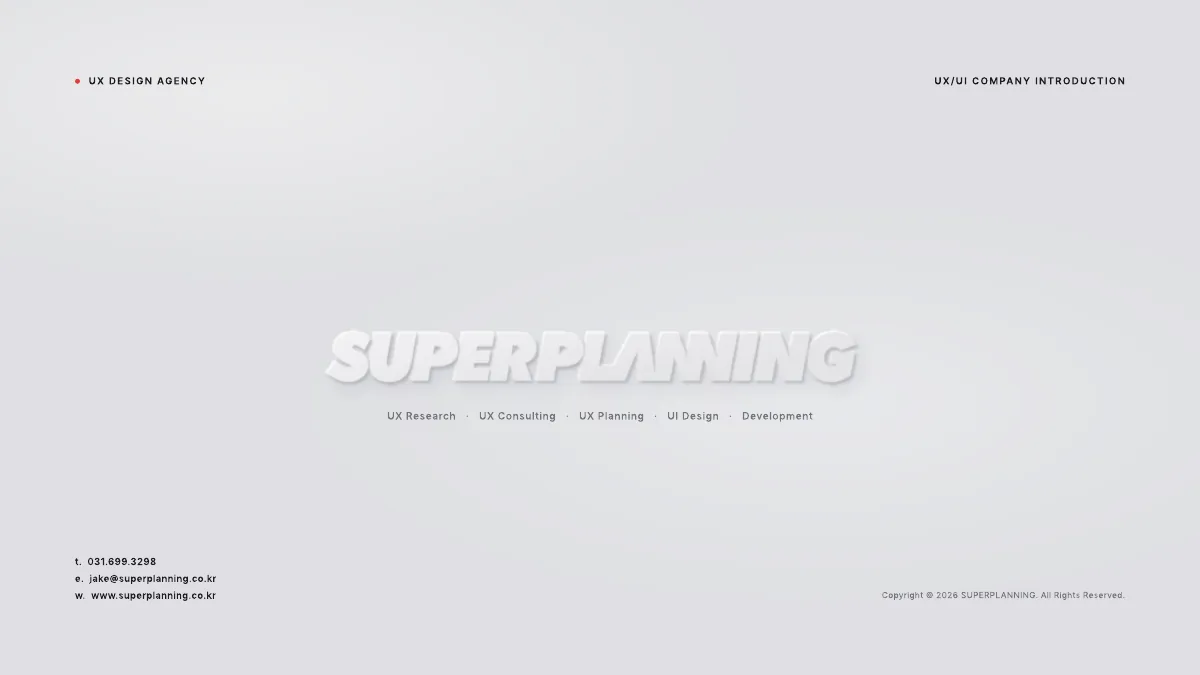 UX DESIGN AGENCY
UX/UI COMPANY INTRODUCTION
SUPERPLANNING
UX Research · UX Consulting · UX Planning · UI Design · Development
t. 031.699.3298
e. jake@superplanning.co.kr
w. www.superplanning.co.kr
Copyright © 2026 SUPERPLANNING. All Rights Reserved.